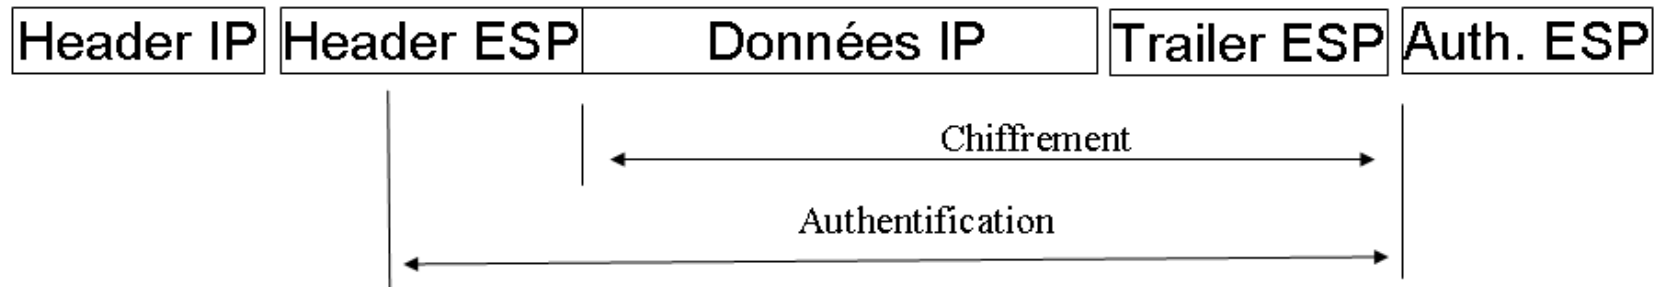 Header IP Header ESP Données IP Trailer ESP Auth. ESP
Chiffrement
Authentification